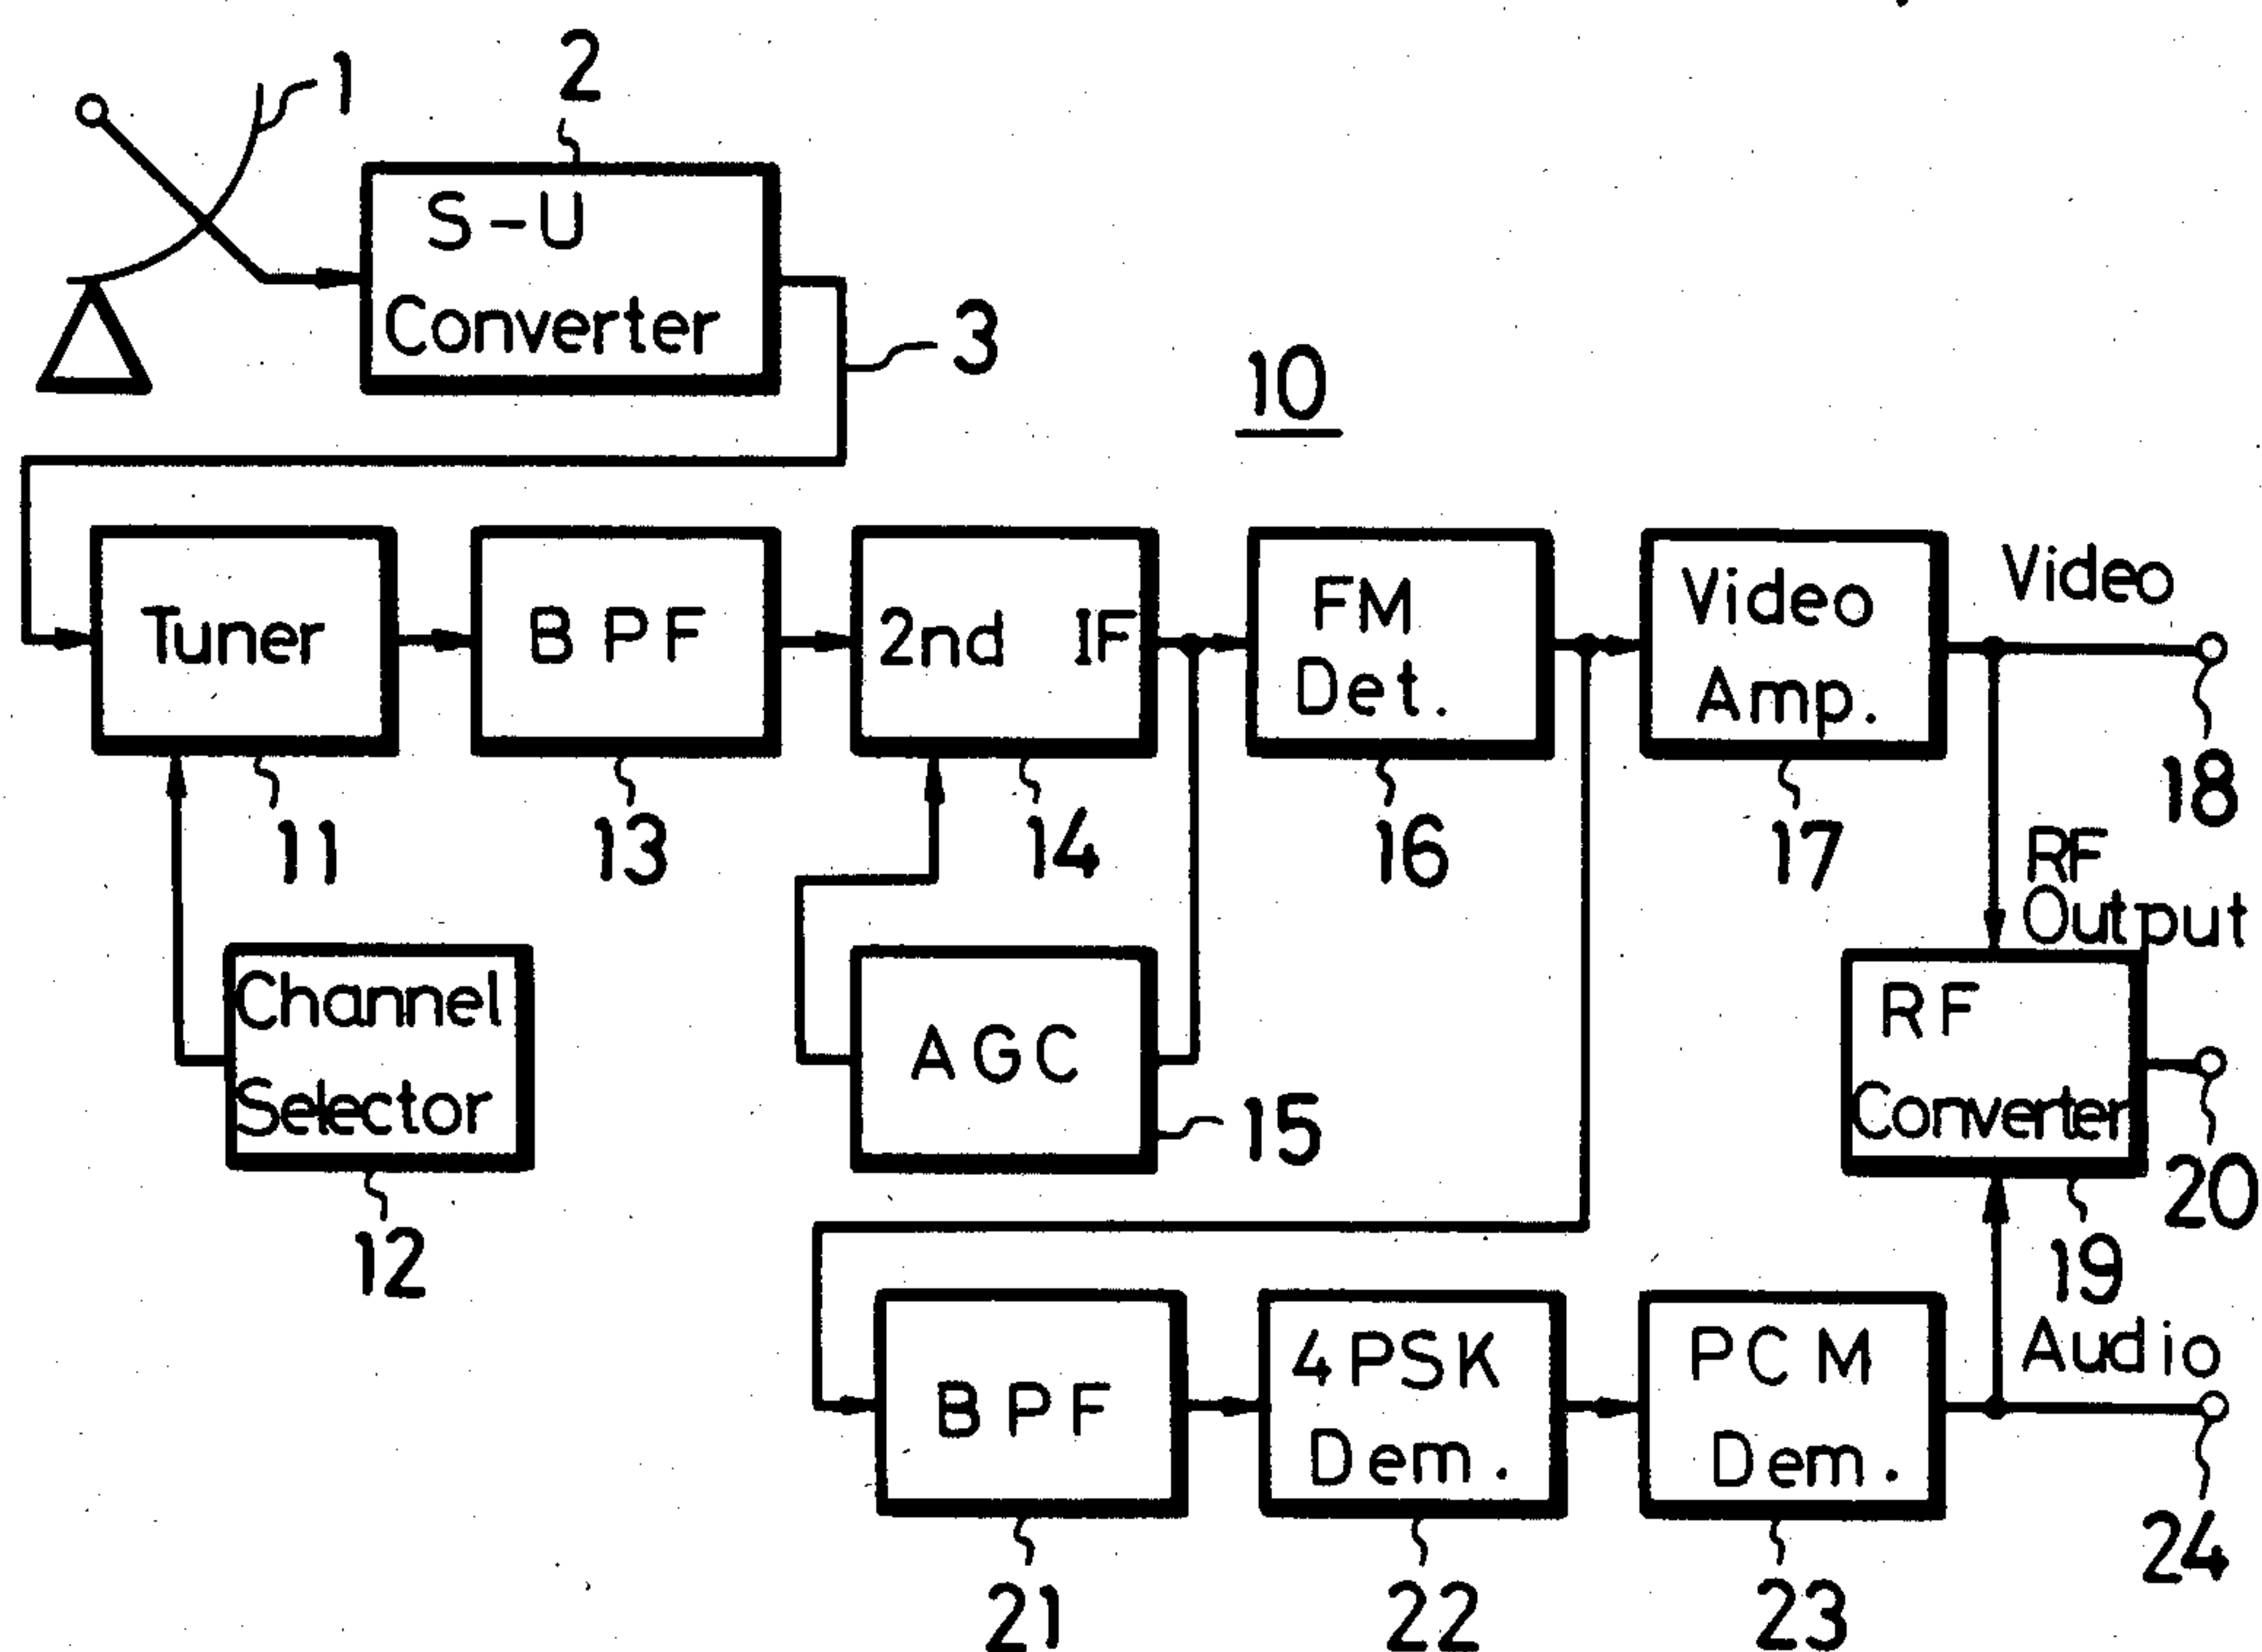 1
2
S-U
Converter
3
10
Tuner
BPF
2nd IF
FM
Det.
Video
Amp.
Video
11
13
14
16
17
18
Channel
Selector
12
AGC
15
RF
Output
RF
Converter
20
19
BPF
4PSK
Dem.
PCM
Dem.
Audio
21
22
23
24